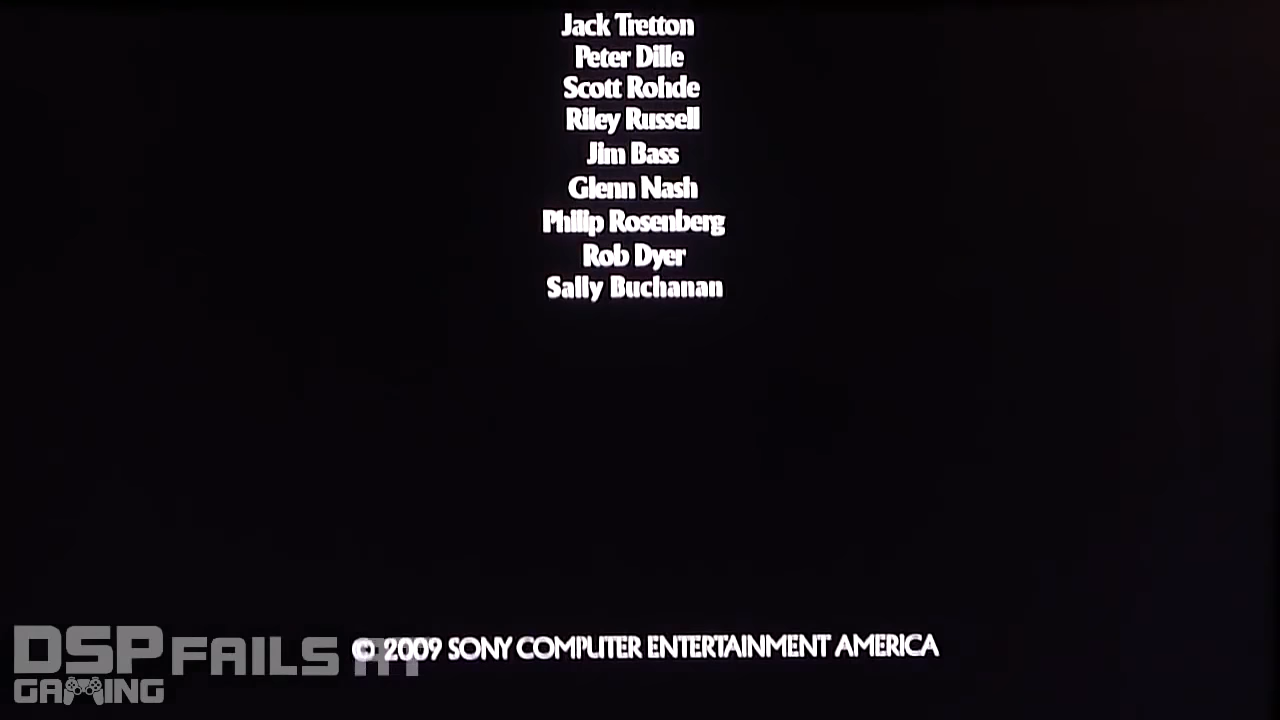 Jack Tretton
Peter Dille
Scott Rohde
Riley Russell
Jim Bass
Glenn Nash
Philip Rosenberg
Rob Dyer
Sally Buchanan
© 2009 SONY COMPUTER ENTERTAINMENT AMERICA
DSP FAILS AT
GAMING